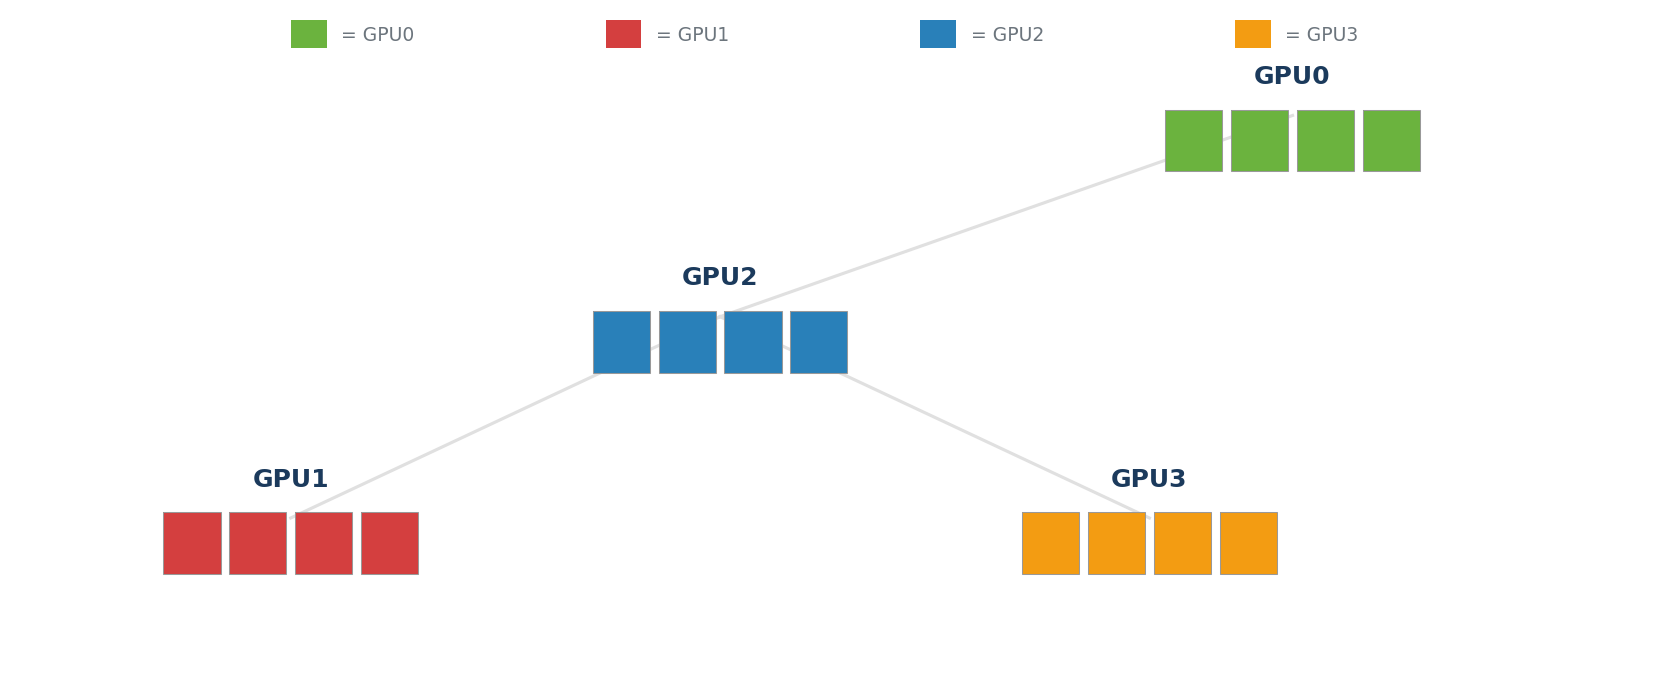 = GPU0 = GPU1 = GPU2 = GPU3
GPU0
GPU2
GPU1
GPU3